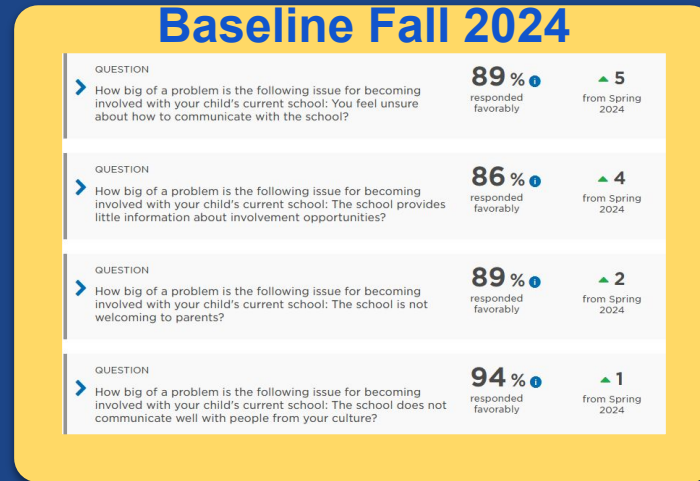 Baseline Fall 2024
QUESTION
How big of a problem is the following issue for becoming
involved with your child's current school: You feel unsure
about how to communicate with the school?
89 %
responded
favorably
5
from Spring
2024
QUESTION
How big of a problem is the following issue for becoming
involved with your child's current school: The school provides
little information about involvement opportunities?
86 %
responded
favorably
4
from Spring
2024
QUESTION
How big of a problem is the following issue for becoming
involved with your child's current school: The school is not
welcoming to parents?
89 %
responded
favorably
2
from Spring
2024
QUESTION
How big of a problem is the following issue for becoming
involved with your child's current school: The school does not
communicate well with people from your culture?
94 %
responded
favorably
1
from Spring
2024